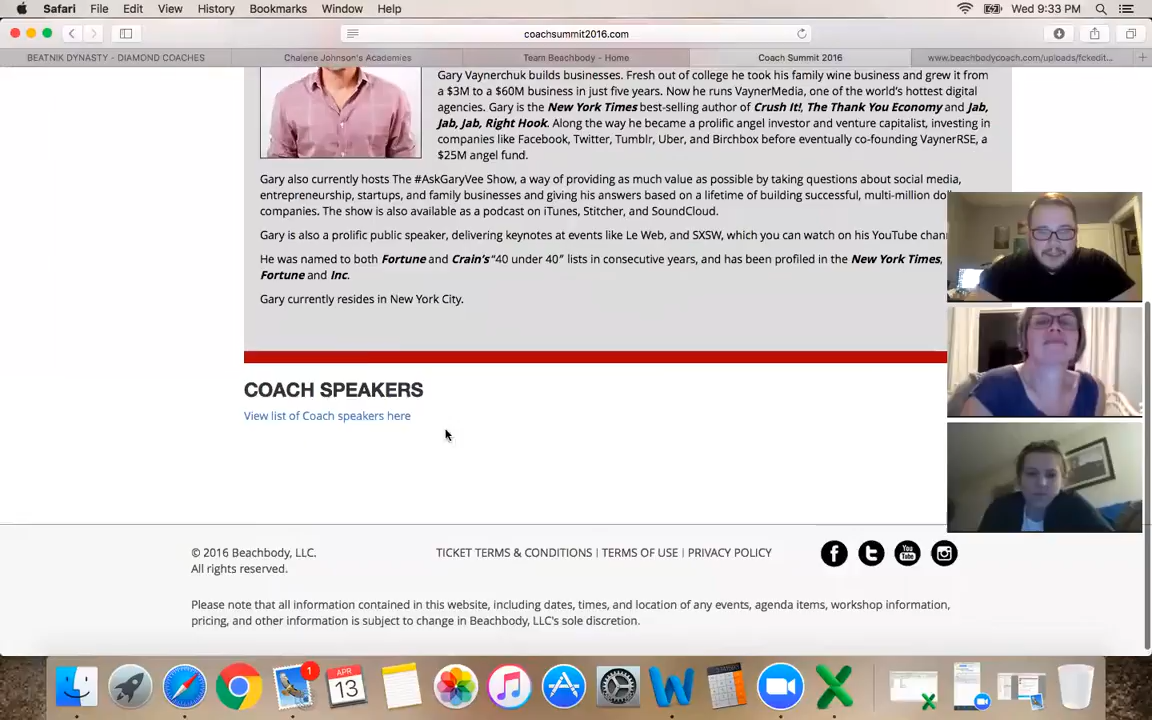 Safari File Edit View History Bookmarks Window Help Wed 9:33 PM
coachsummit2016.com
BEATNIK DYNASTY - DIAMOND COACHES Chalene Johnson's Academies Team Beachbody - Home Coach Summit 2016 www.beachbodycoach.com/uploads/fckedit...
Gary Vaynerchuk builds businesses. Fresh out of college he took his family wine business and grew it from
a $3M to a $60M business in just five years. Now he runs VaynerMedia, one of the world's hottest digital
agencies. Gary is the New York Times best-selling author of Crush It!, The Thank You Economy and Jab,
Jab, Jab, Right Hook. Along the way he became a prolific angel investor and venture capitalist, investing in
companies like Facebook, Twitter, Tumblr, Uber, and Birchbox before eventually co-founding VaynerRSE, a
$25M angel fund.
Gary also currently hosts The #AskGaryVee Show, a way of providing as much value as possible by taking questions about social media,
entrepreneurship, startups, and family businesses and giving his answers based on a lifetime of building successful, multi-million dol
companies. The show is also available as a podcast on iTunes, Stitcher, and SoundCloud.
Gary is also a prolific public speaker, delivering keynotes at events like Le Web, and SXSW, which you can watch on his YouTube chan
He was named to both Fortune and Crain's "40 under 40" lists in consecutive years, and has been profiled in the New York Times,
Fortune and Inc.
Gary currently resides in New York City.
COACH SPEAKERS
View list of Coach speakers here
© 2016 Beachbody, LLC.
All rights reserved.
TICKET TERMS & CONDITIONS | TERMS OF USE | PRIVACY POLICY
You
Tube
Please note that all information contained in this website, including dates, times, and location of any events, agenda items, workshop information,
pricing, and other information is subject to change in Beachbody, LLC's sole discretion.
1
APR
13